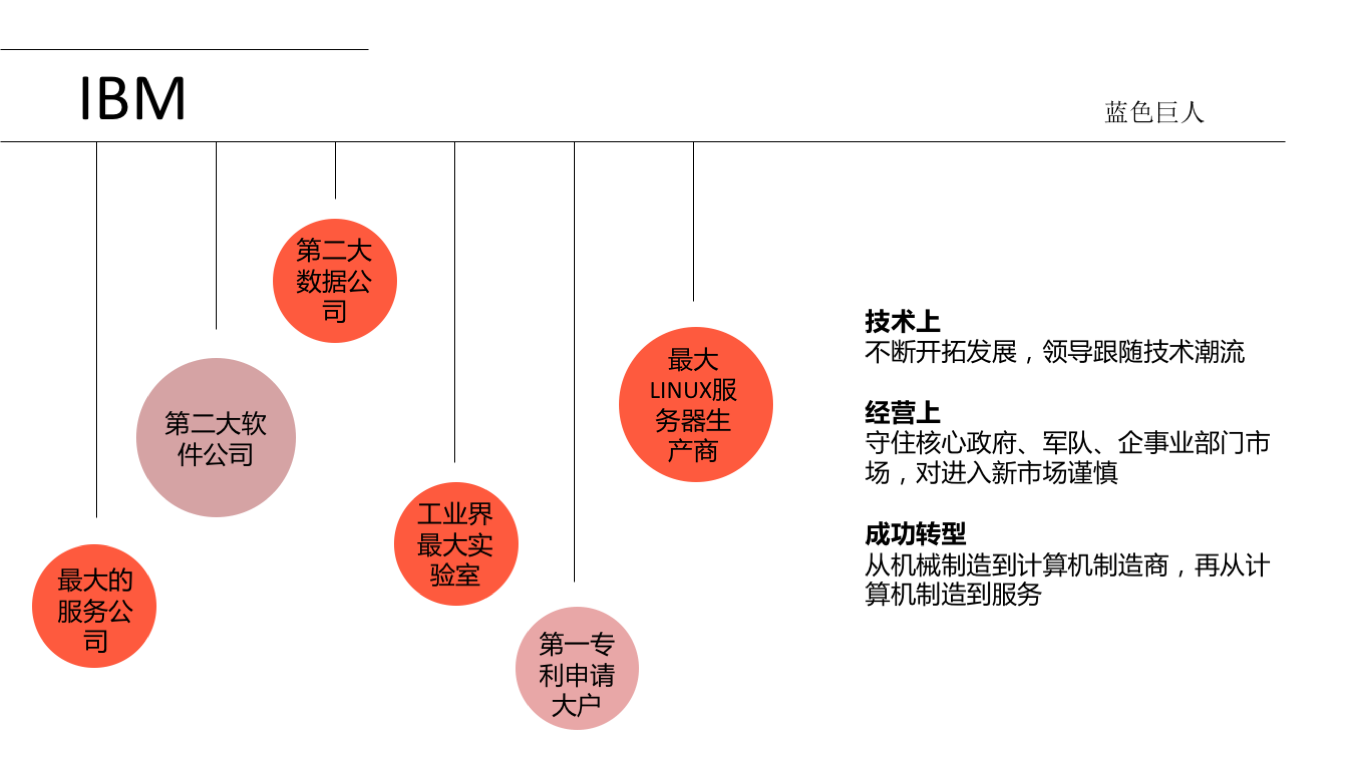 IBM
蓝色巨人
第二大
数据公
司
最大
LINUX服
务器生
产商
第二大软
件公司
工业界
最大实
验室
最大的
服务公
司
第一专
利申请
大户
技术上
不断开拓发展，领导跟随技术潮流
经营上
守住核心政府、军队、企事业部门市
场，对进入新市场谨慎
成功转型
从机械制造到计算机制造商，再从计
算机制造到服务